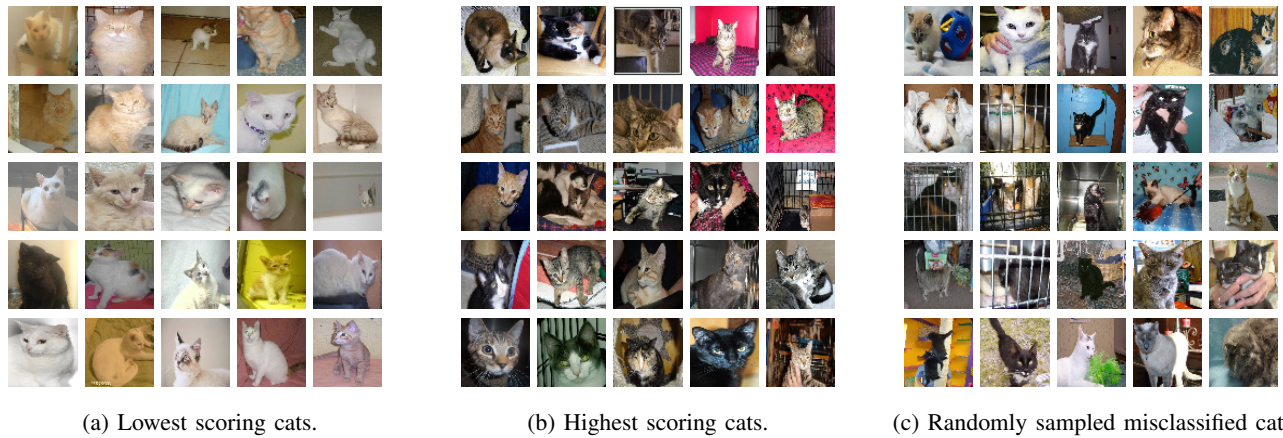 (a) Lowest scoring cats.
(b) Highest scoring cats.
(c) Randomly sampled misclassified cat